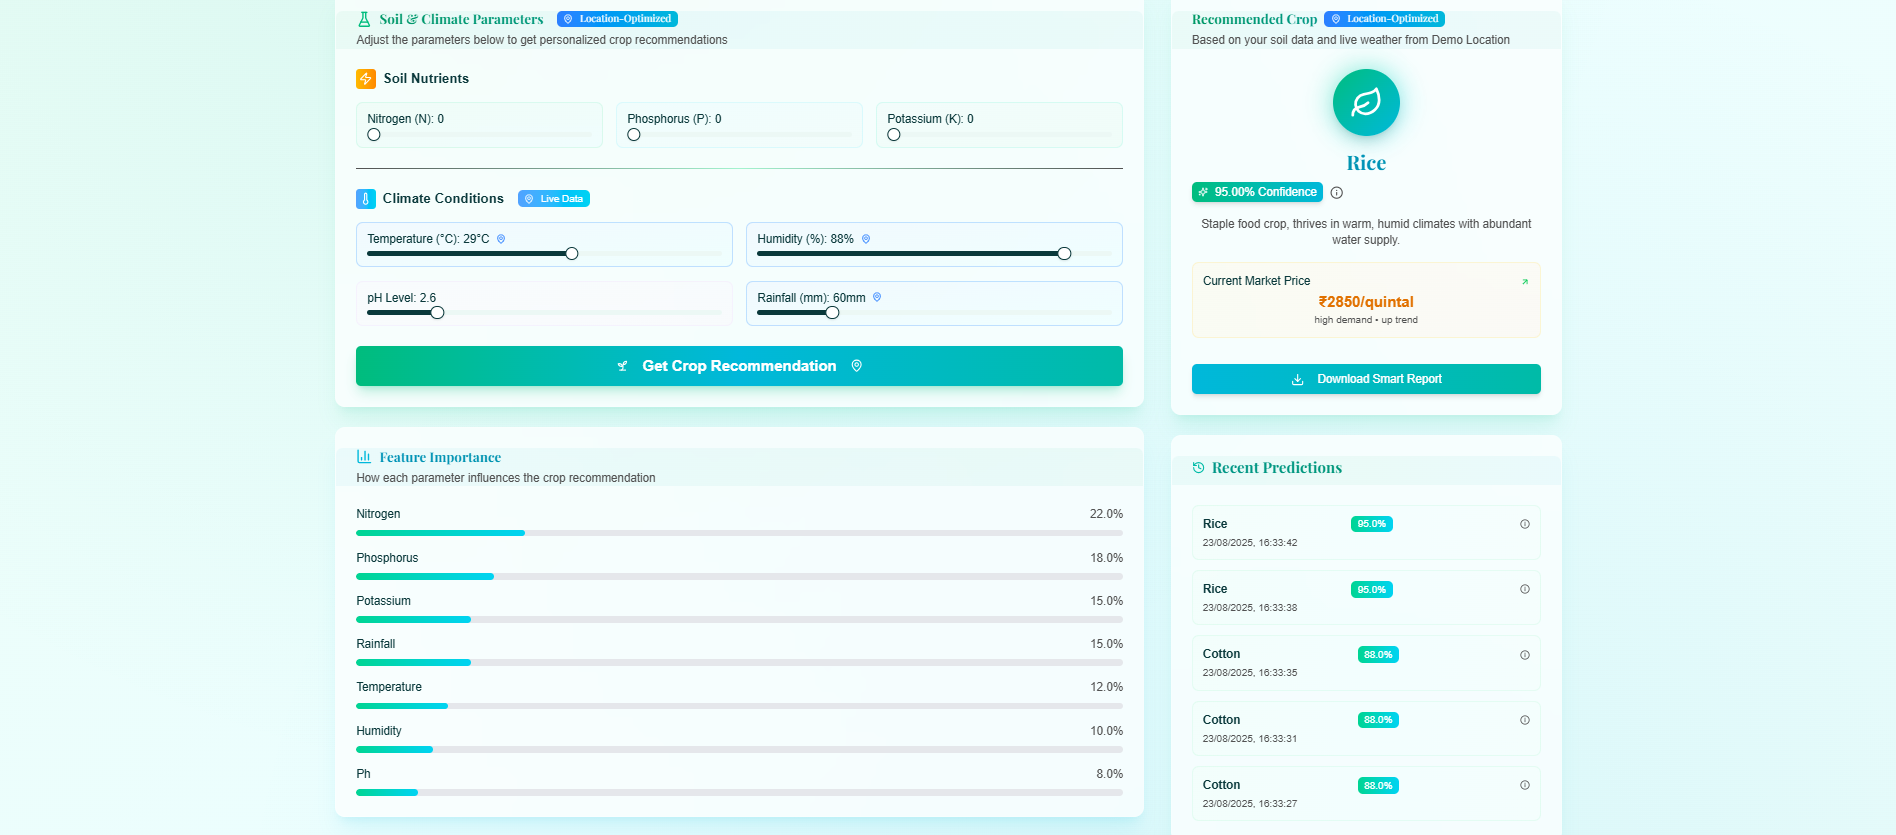 Soil & Climate Parameters
Location-Optimized
Adjust the parameters below to get personalized crop recommendations
Soil Nutrients
Nitrogen (N): 0
Phosphorus (P): 0
Potassium (K): 0
Climate Conditions
Live Data
Temperature (°C): 29°C
Humidity (%): 88%
pH Level: 2.6
Rainfall (mm): 60mm
Get Crop Recommendation
Feature Importance
How each parameter influences the crop recommendation
Nitrogen 22.0%
Phosphorus 18.0%
Potassium 15.0%
Rainfall 15.0%
Temperature 12.0%
Humidity 10.0%
Ph 8.0%
Recommended Crop
Location-Optimized
Based on your soil data and live weather from Demo Location
Rice
95.00% Confidence
Staple food crop, thrives in warm, humid climates with abundant
water supply.
Current Market Price
₹2850/quintal
high demand • up trend
Download Smart Report
Recent Predictions
Rice 95.0%
23/08/2025, 16:33:42
Rice 95.0%
23/08/2025, 16:33:38
Cotton 88.0%
23/08/2025, 16:33:35
Cotton 88.0%
23/08/2025, 16:33:31
Cotton 88.0%
23/08/2025, 16:33:27